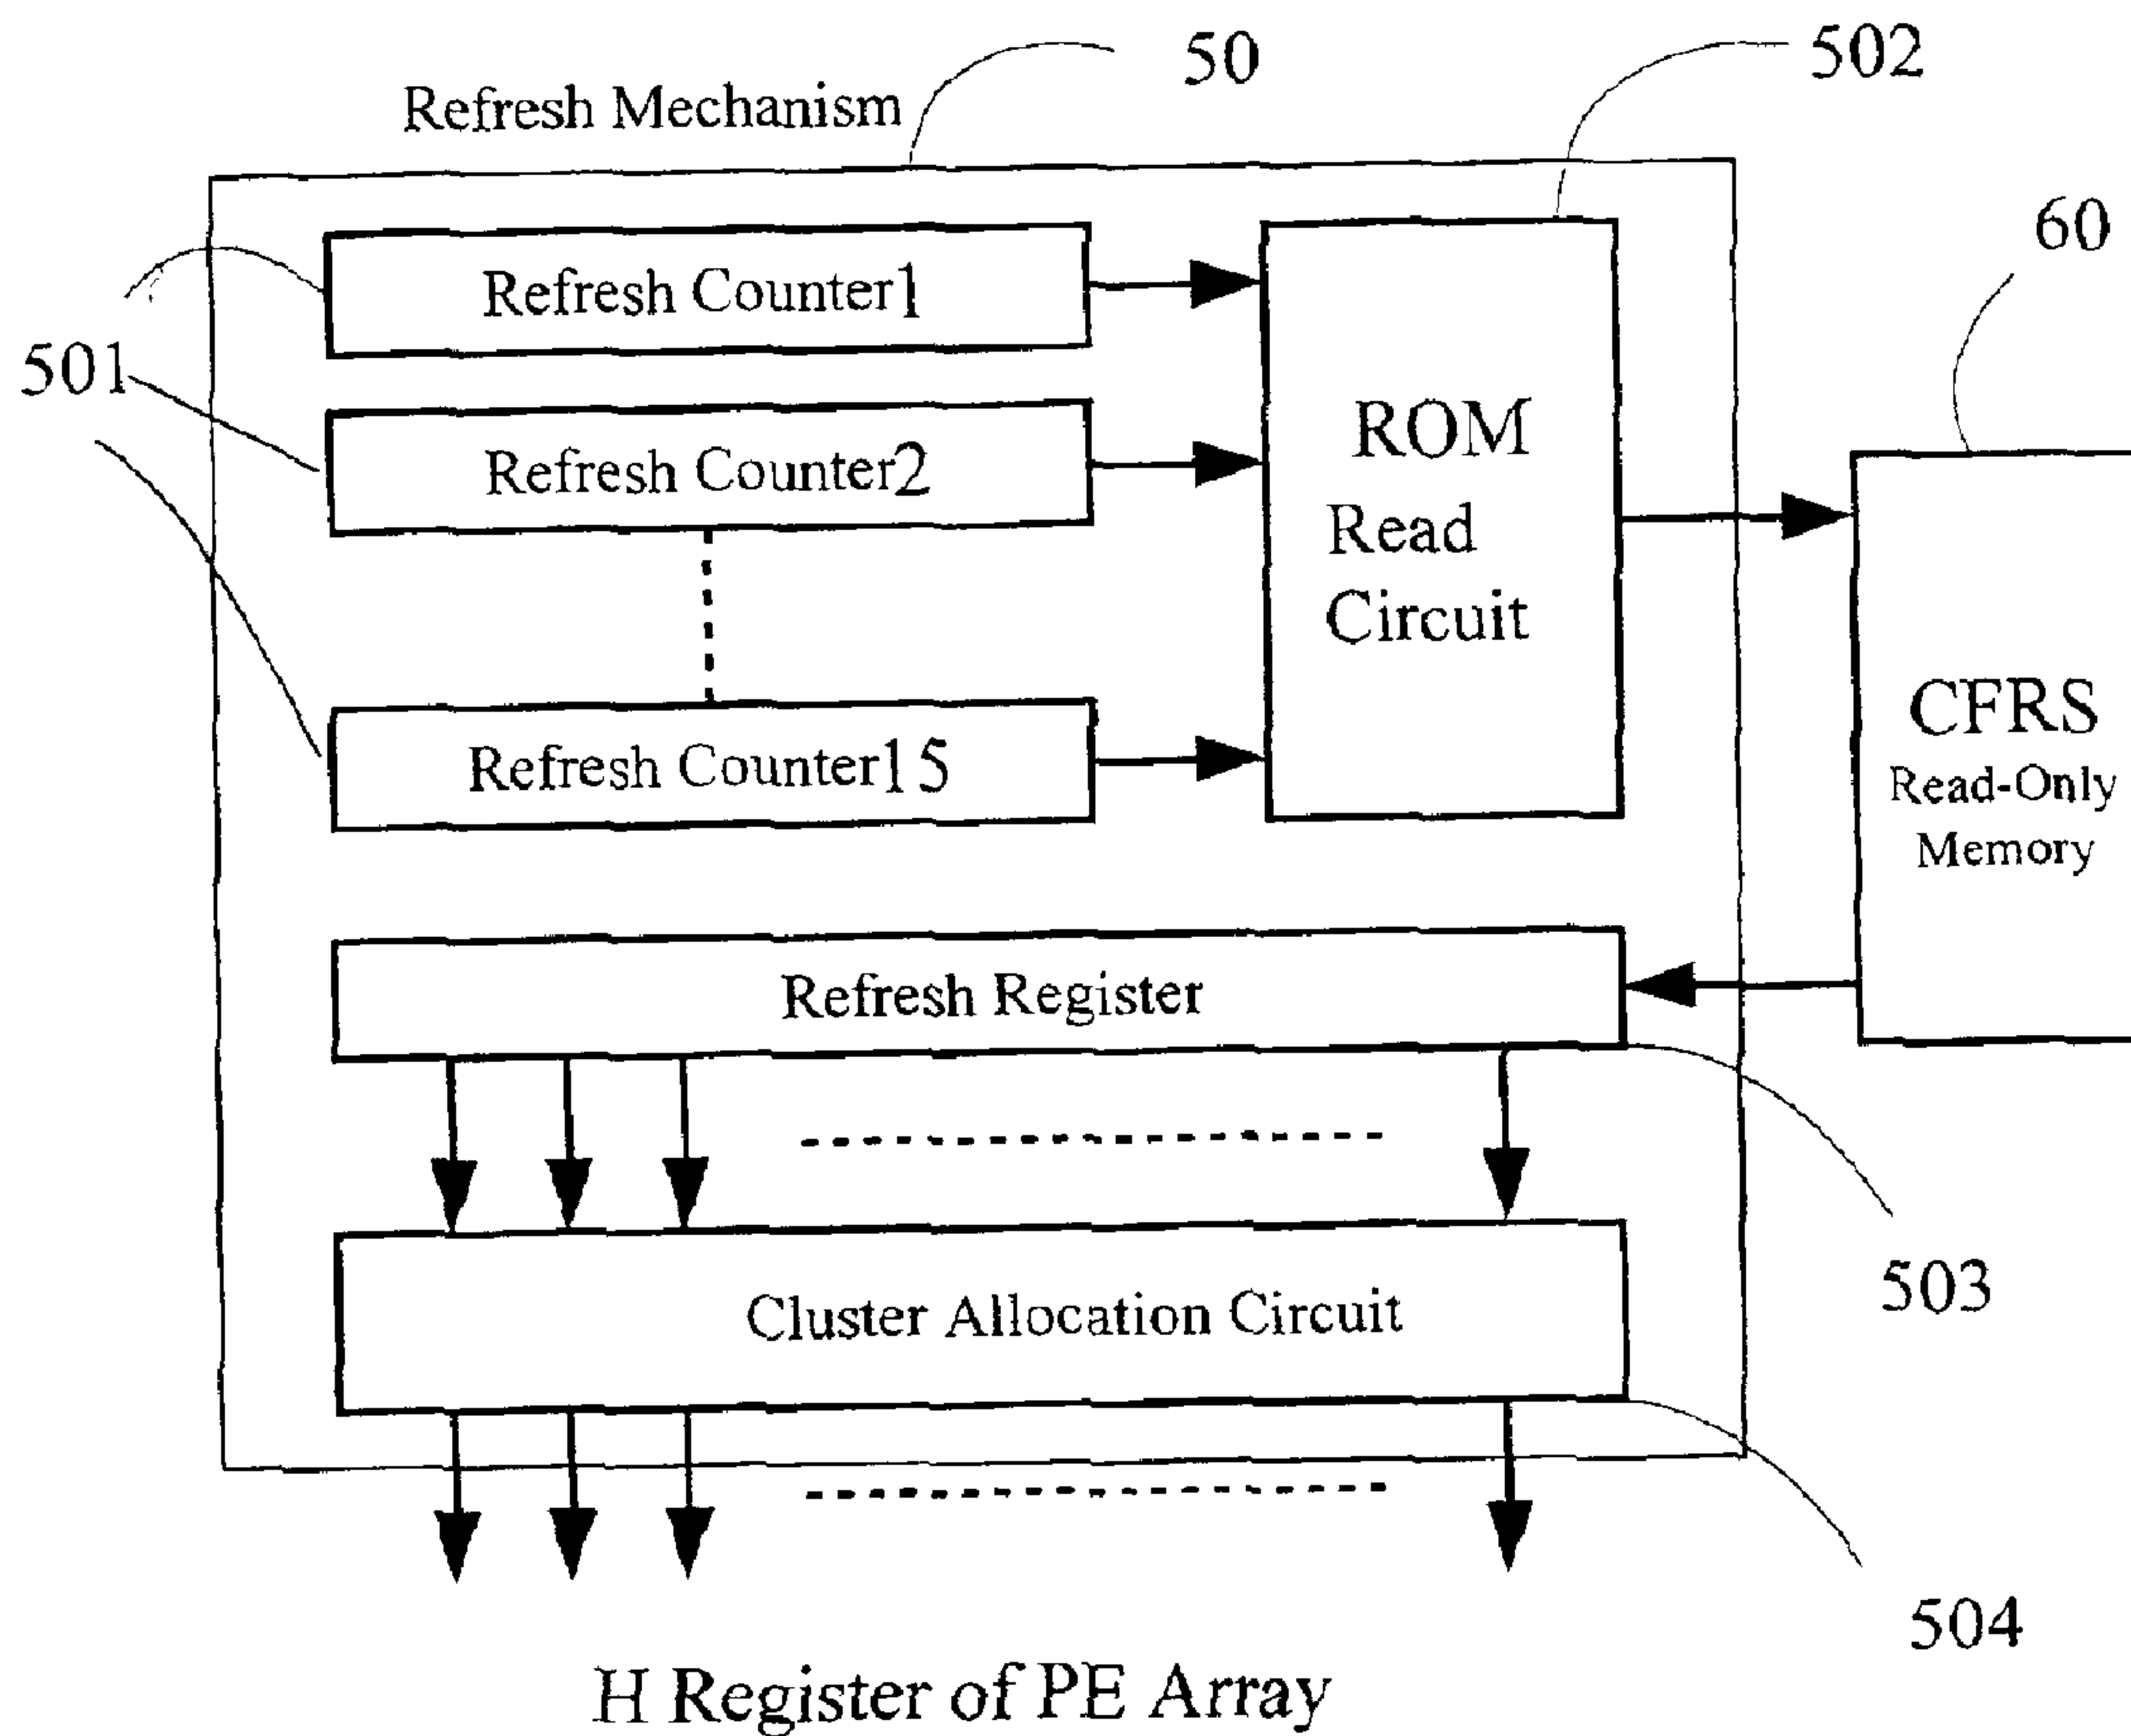 50
502
Refresh Mechanism
60
Refresh Counter1
501
Refresh Counter2
ROM
Read
Circuit
Refresh Counter15
CFRS
Read-Only
Memory
Refresh Register
503
Cluster Allocation Circuit
504
H Register of PE Array